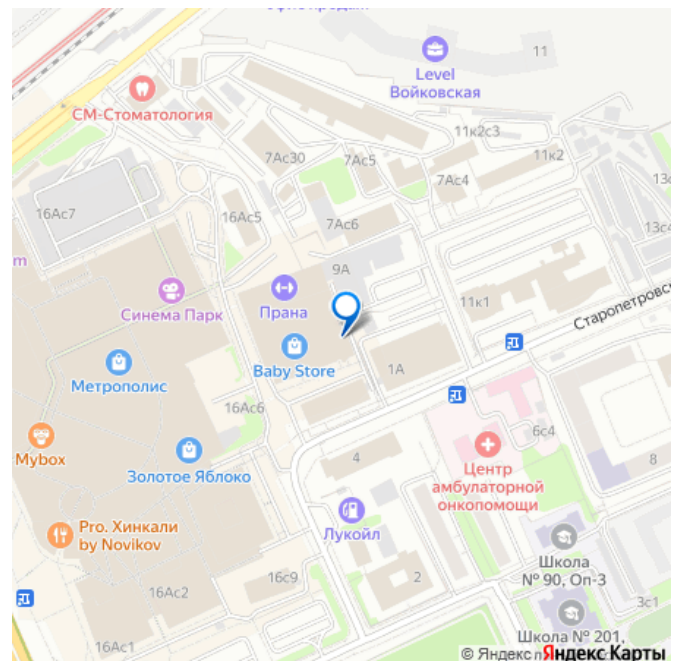 11
Level
Войковская
СМ-Стоматология
11к2с3
11к2
7Ас30
7Ас5
7Ас4
16Ас7
16Ас5
7Ас6
9А
Синема Парк
Прана
11к1
Старопетровс
Baby Store
1А
Метрополис
16Ас6
Mybox
Золотое Яблоко
4
6с4
8
Центр
амбулаторной
онкопомощи
Pro. Хинкали
by Novikov
Лукойл
Школа
№ 90, Оп-3
16с9
2
16Ас2
3с1
16Ас1
Школа № 201,
© Яндекс
Яндекс Карты